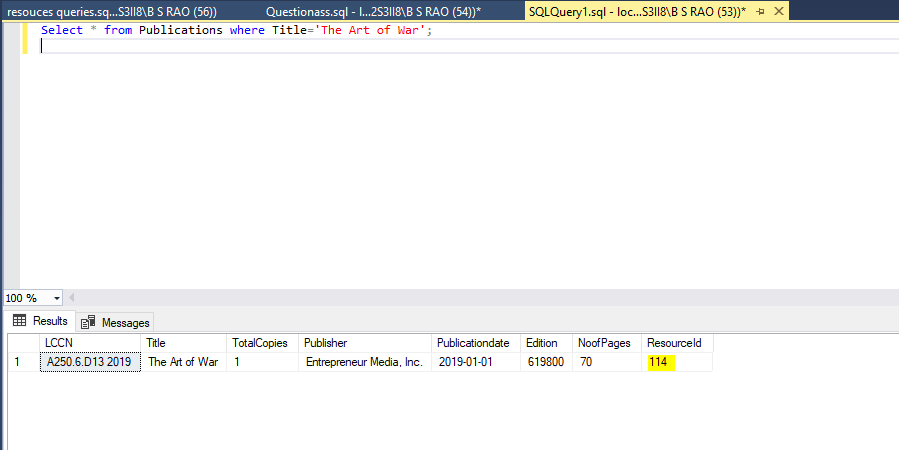 resouces queries.sq...S3II8\B S RAO (56)) Questionass.sql - l...2S3II8\B S RAO (54))* SQLQuery1.sql - loc...S3II8\B S RAO (53))*
Select * from Publications where Title='The Art of War';
100 %
Results Messages
LCCN Title TotalCopies Publisher Publicationdate Edition NoofPages ResourceId
1 A250.6.D13 2019 The Art of War 1 Entrepreneur Media, Inc. 2019-01-01 619800 70 114